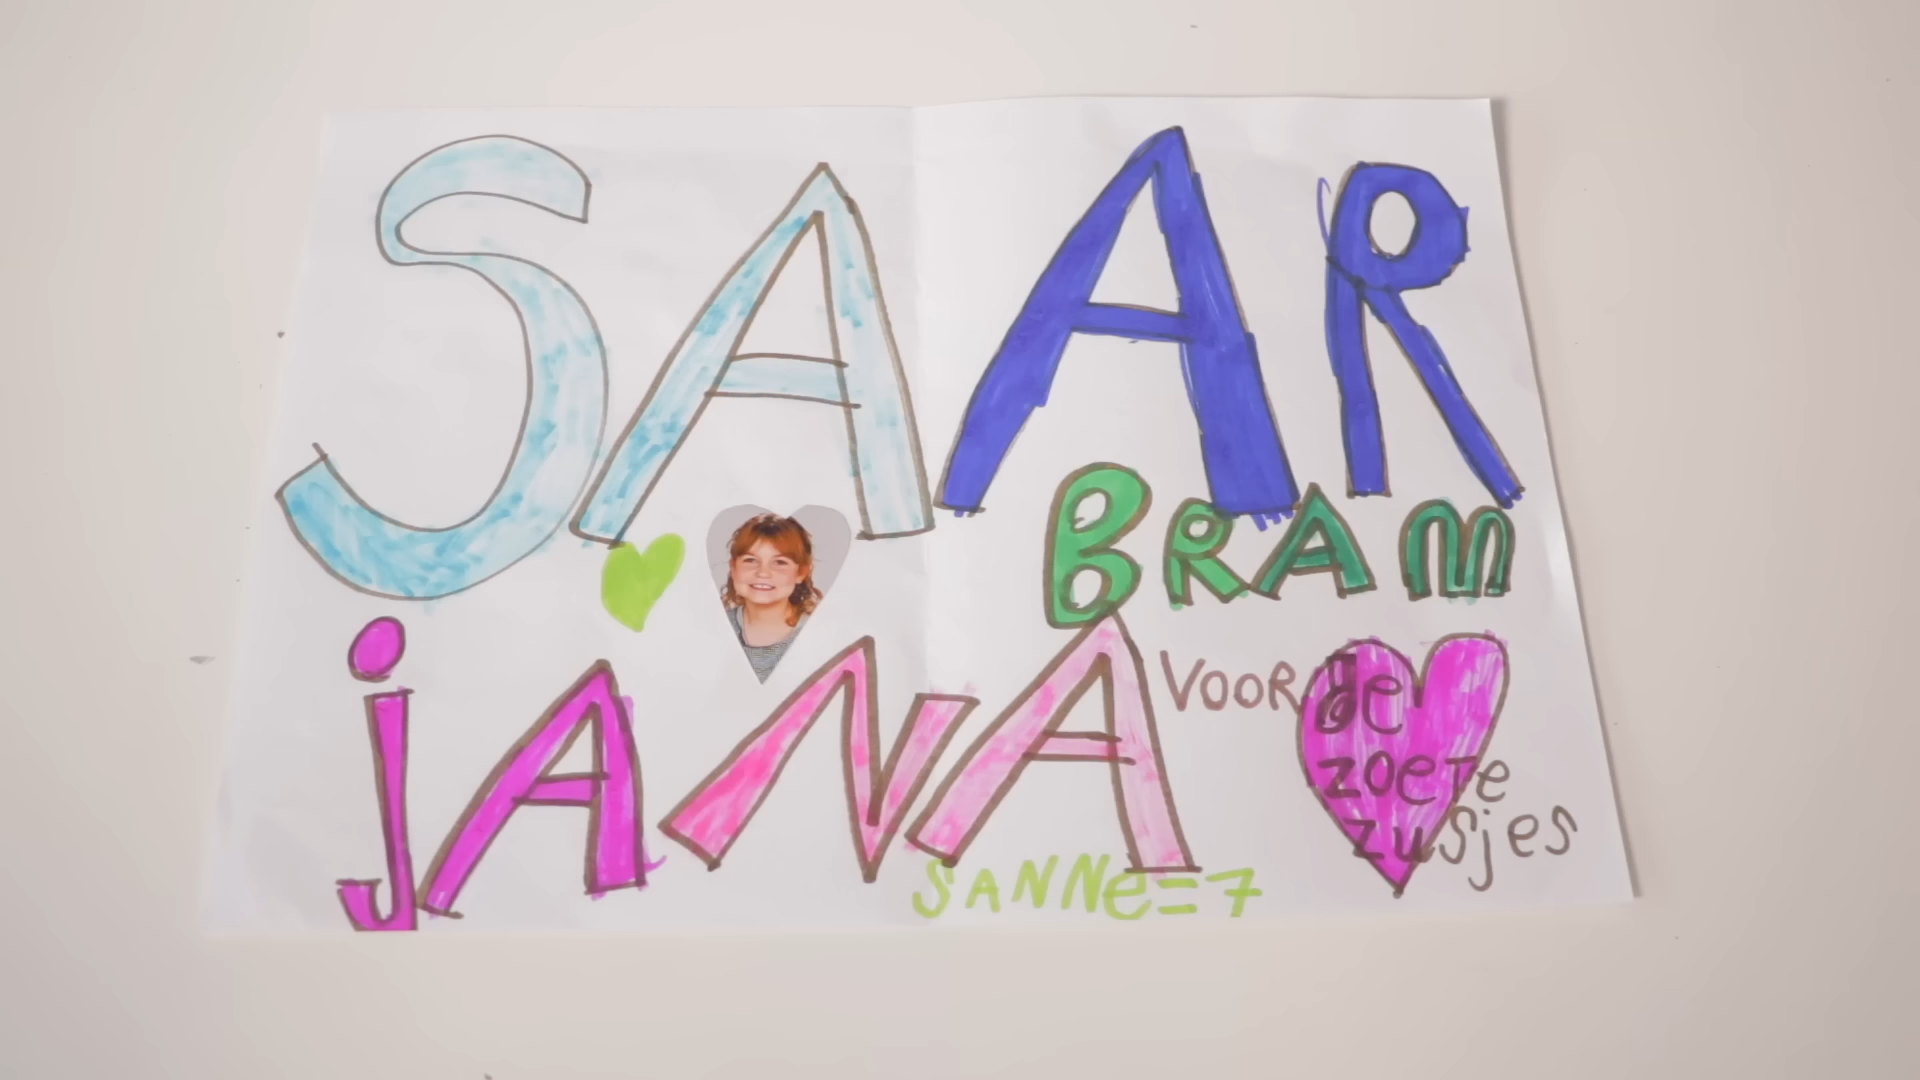 SAAR
BRAM
jANA
VOOR de
zoete
zusjes
SANNe=7